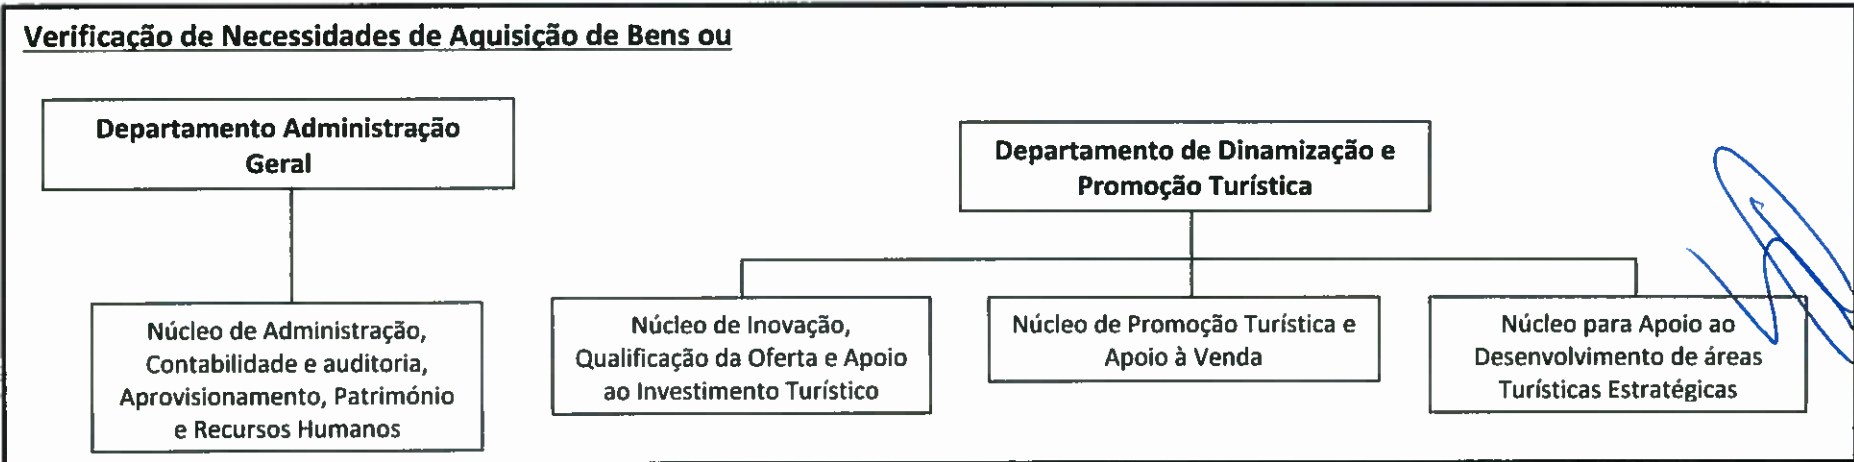 Verificação de Necessidades de Aquisição de Bens ou
Departamento Administração
Geral
Departamento de Dinamização e
Promoção Turística
Núcleo de Administração,
Contabilidade e auditoria,
Aprovisionamento, Património
e Recursos Humanos
Núcleo de Inovação,
Qualificação da Oferta e Apoio
ao Investimento Turístico
Núcleo de Promoção Turística e
Apoio à Venda
Núcleo para Apoio ao
Desenvolvimento de áreas
Turísticas Estratégicas